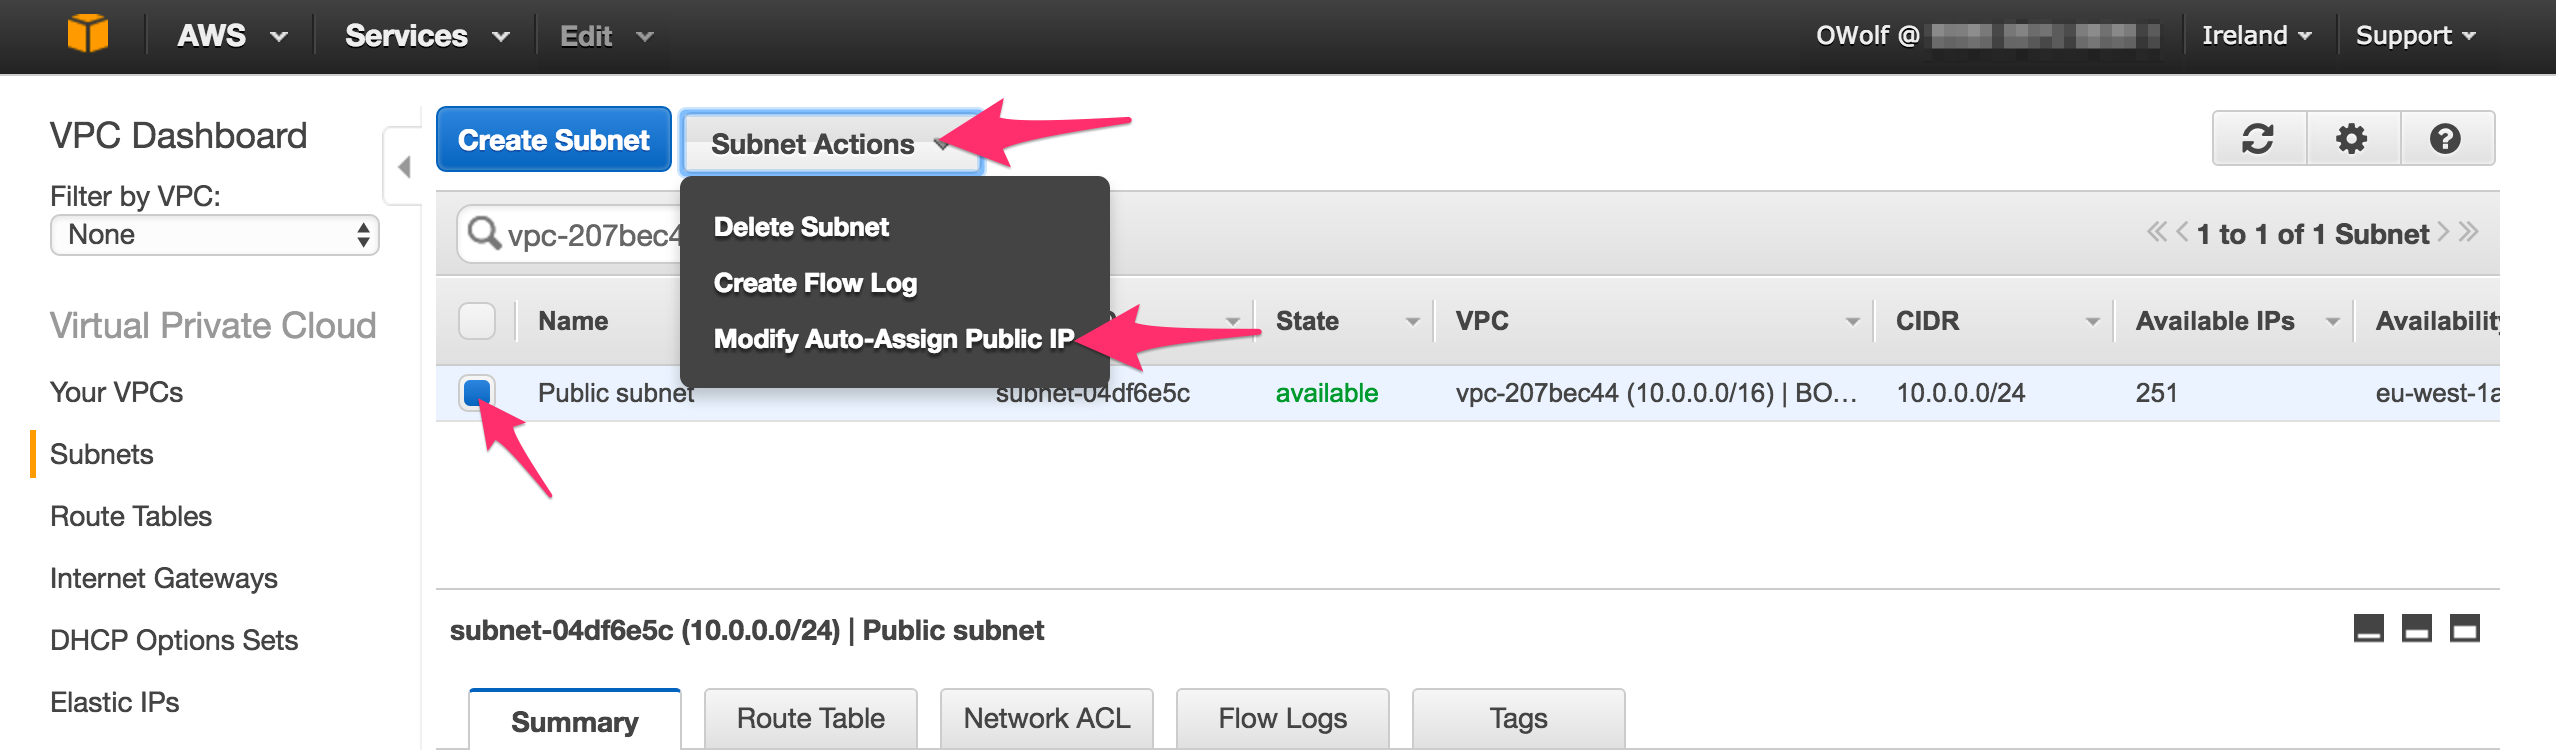 AWS Services Edit OWolf @ Ireland Support
VPC Dashboard
Filter by VPC:
None
Virtual Private Cloud
Your VPCs
Subnets
Route Tables
Internet Gateways
DHCP Options Sets
Elastic IPs
Create Subnet Subnet Actions
Delete Subnet
Create Flow Log
Modify Auto-Assign Public IP
vpc-207bec4
1 to 1 of 1 Subnet
Name State VPC CIDR Available IPs Availability
Public subnet subnet-04df6e5c available vpc-207bec44 (10.0.0.0/16) | BO… 10.0.0.0/24 251 eu-west-1a
subnet-04df6e5c (10.0.0.0/24) | Public subnet
Summary Route Table Network ACL Flow Logs Tags